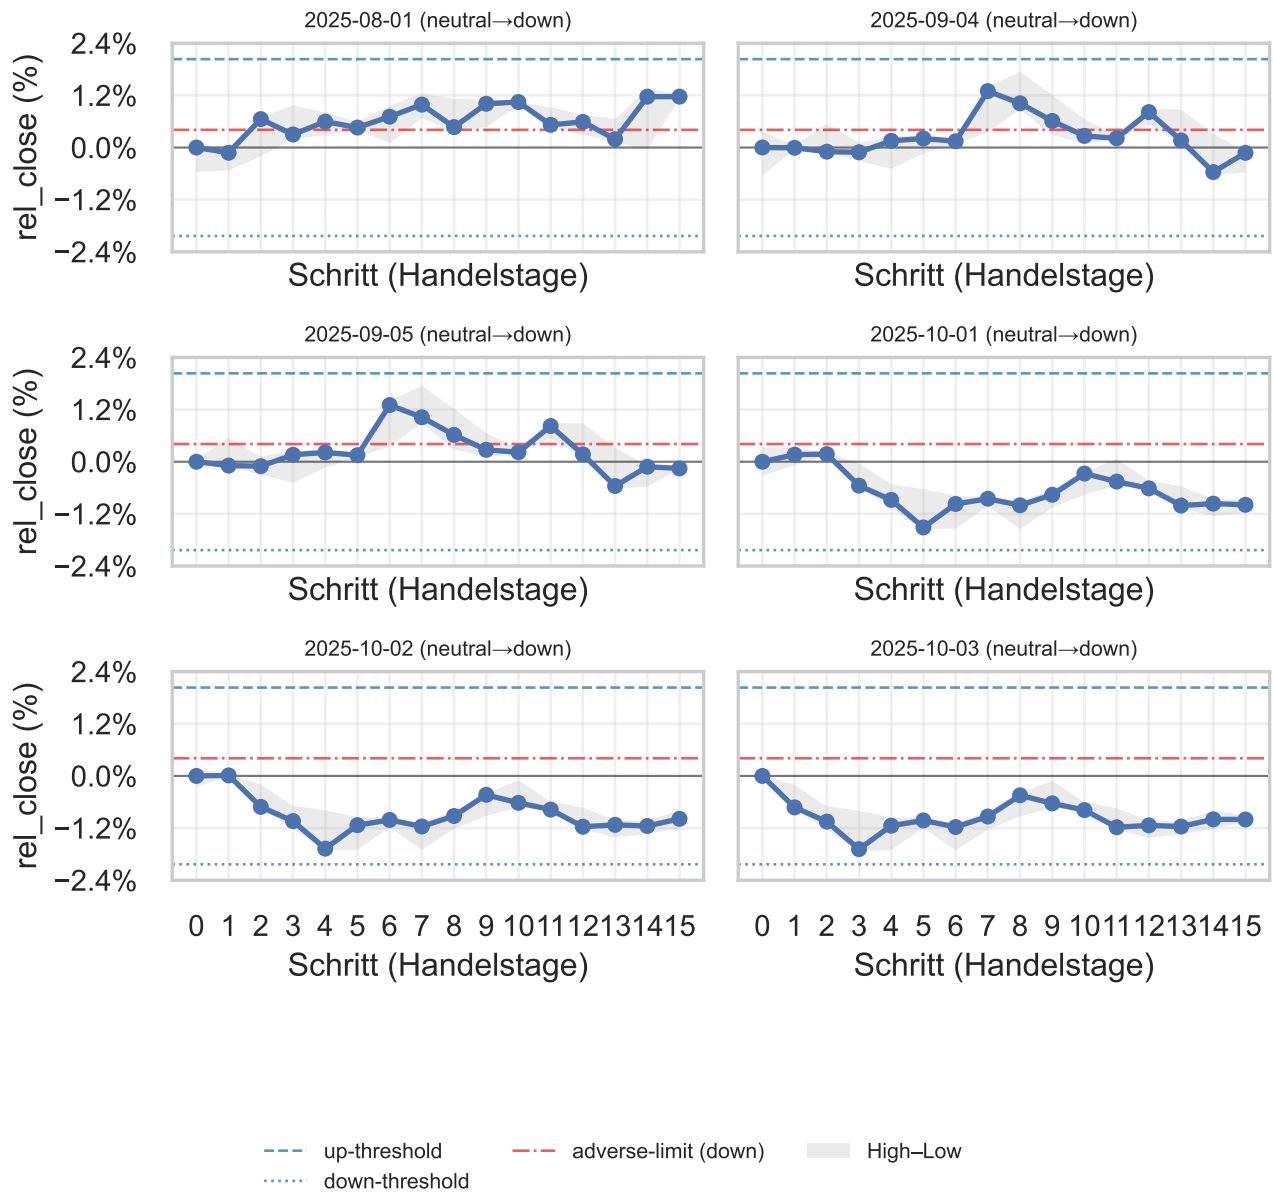 2025-08-01 (neutral→down)
2025-09-04 (neutral→down)
rel_close (%)
2.4%
1.2%
0.0%
−1.2%
−2.4%
Schritt (Handelstage)
Schritt (Handelstage)
2025-09-05 (neutral→down)
2025-10-01 (neutral→down)
rel_close (%)
2.4%
1.2%
0.0%
−1.2%
−2.4%
Schritt (Handelstage)
Schritt (Handelstage)
2025-10-02 (neutral→down)
2025-10-03 (neutral→down)
rel_close (%)
2.4%
1.2%
0.0%
−1.2%
−2.4%
0 1 2 3 4 5 6 7 8 9 10 11 12 13 14 15
0 1 2 3 4 5 6 7 8 9 10 11 12 13 14 15
Schritt (Handelstage)
Schritt (Handelstage)
up-threshold
down-threshold
adverse-limit (down)
High–Low